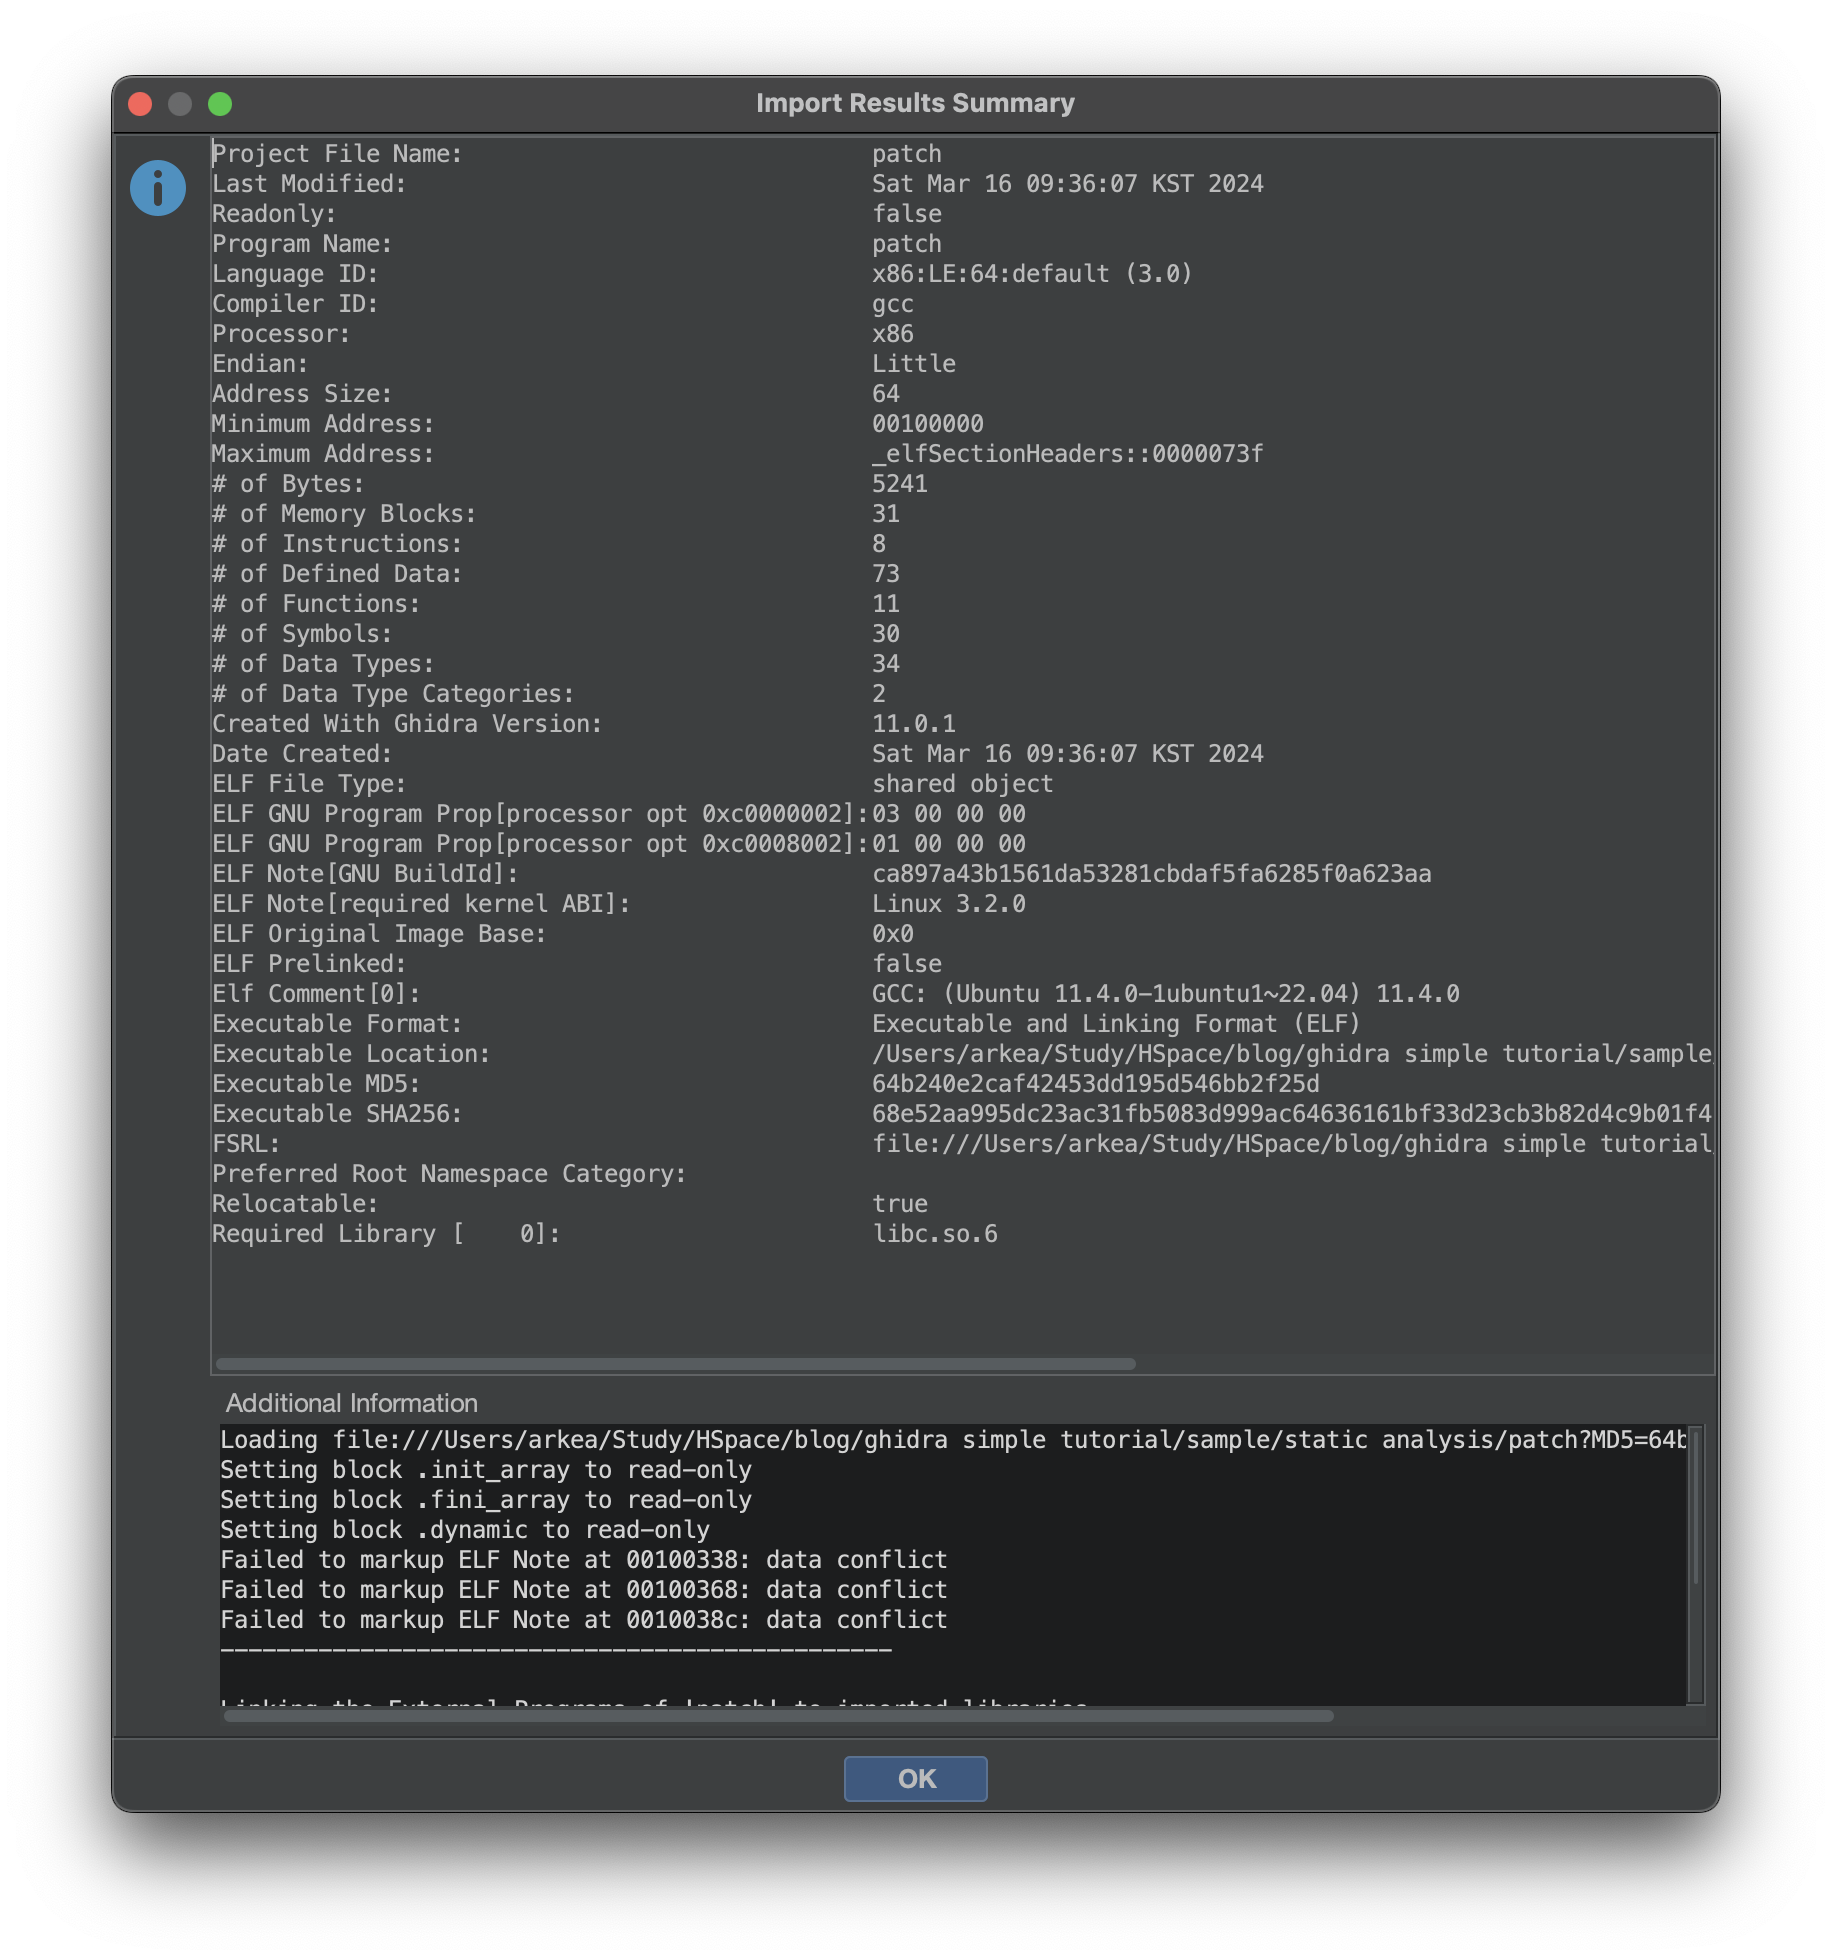 Import Results Summary
Project File Name: patch
Last Modified: Sat Mar 16 09:36:07 KST 2024
Readonly: false
Program Name: patch
Language ID: x86:LE:64:default (3.0)
Compiler ID: gcc
Processor: x86
Endian: Little
Address Size: 64
Minimum Address: 00100000
Maximum Address: _elfSectionHeaders::0000073f
# of Bytes: 5241
# of Memory Blocks: 31
# of Instructions: 8
# of Defined Data: 73
# of Functions: 11
# of Symbols: 30
# of Data Types: 34
# of Data Type Categories: 2
Created With Ghidra Version: 11.0.1
Date Created: Sat Mar 16 09:36:07 KST 2024
ELF File Type: shared object
ELF GNU Program Prop[processor opt 0xc0000002]: 03 00 00 00
ELF GNU Program Prop[processor opt 0xc0008002]: 01 00 00 00
ELF Note[GNU BuildId]: ca897a43b1561da53281cbdaf5fa6285f0a623aa
ELF Note[required kernel ABI]: Linux 3.2.0
ELF Original Image Base: 0x0
ELF Prelinked: false
Elf Comment[0]: GCC: (Ubuntu 11.4.0-1ubuntu1~22.04) 11.4.0
Executable Format: Executable and Linking Format (ELF)
Executable Location: /Users/arkea/Study/HSpace/blog/ghidra simple tutorial/sample
Executable MD5: 64b240e2caf42453dd195d546bb2f25d
Executable SHA256: 68e52aa995dc23ac31fb5083d999ac64636161bf33d23cb3b82d4c9b01f4
FSRL: file:///Users/arkea/Study/HSpace/blog/ghidra simple tutorial
Preferred Root Namespace Category:
Relocatable: true
Required Library [    0]: libc.so.6
Additional Information
Loading file:///Users/arkea/Study/HSpace/blog/ghidra simple tutorial/sample/static analysis/patch?MD5=64b
Setting block .init_array to read-only
Setting block .fini_array to read-only
Setting block .dynamic to read-only
Failed to markup ELF Note at 00100338: data conflict
Failed to markup ELF Note at 00100368: data conflict
Failed to markup ELF Note at 0010038c: data conflict
------------------------------------------------
Linking the External Programs of 'patch' to imported libraries
OK